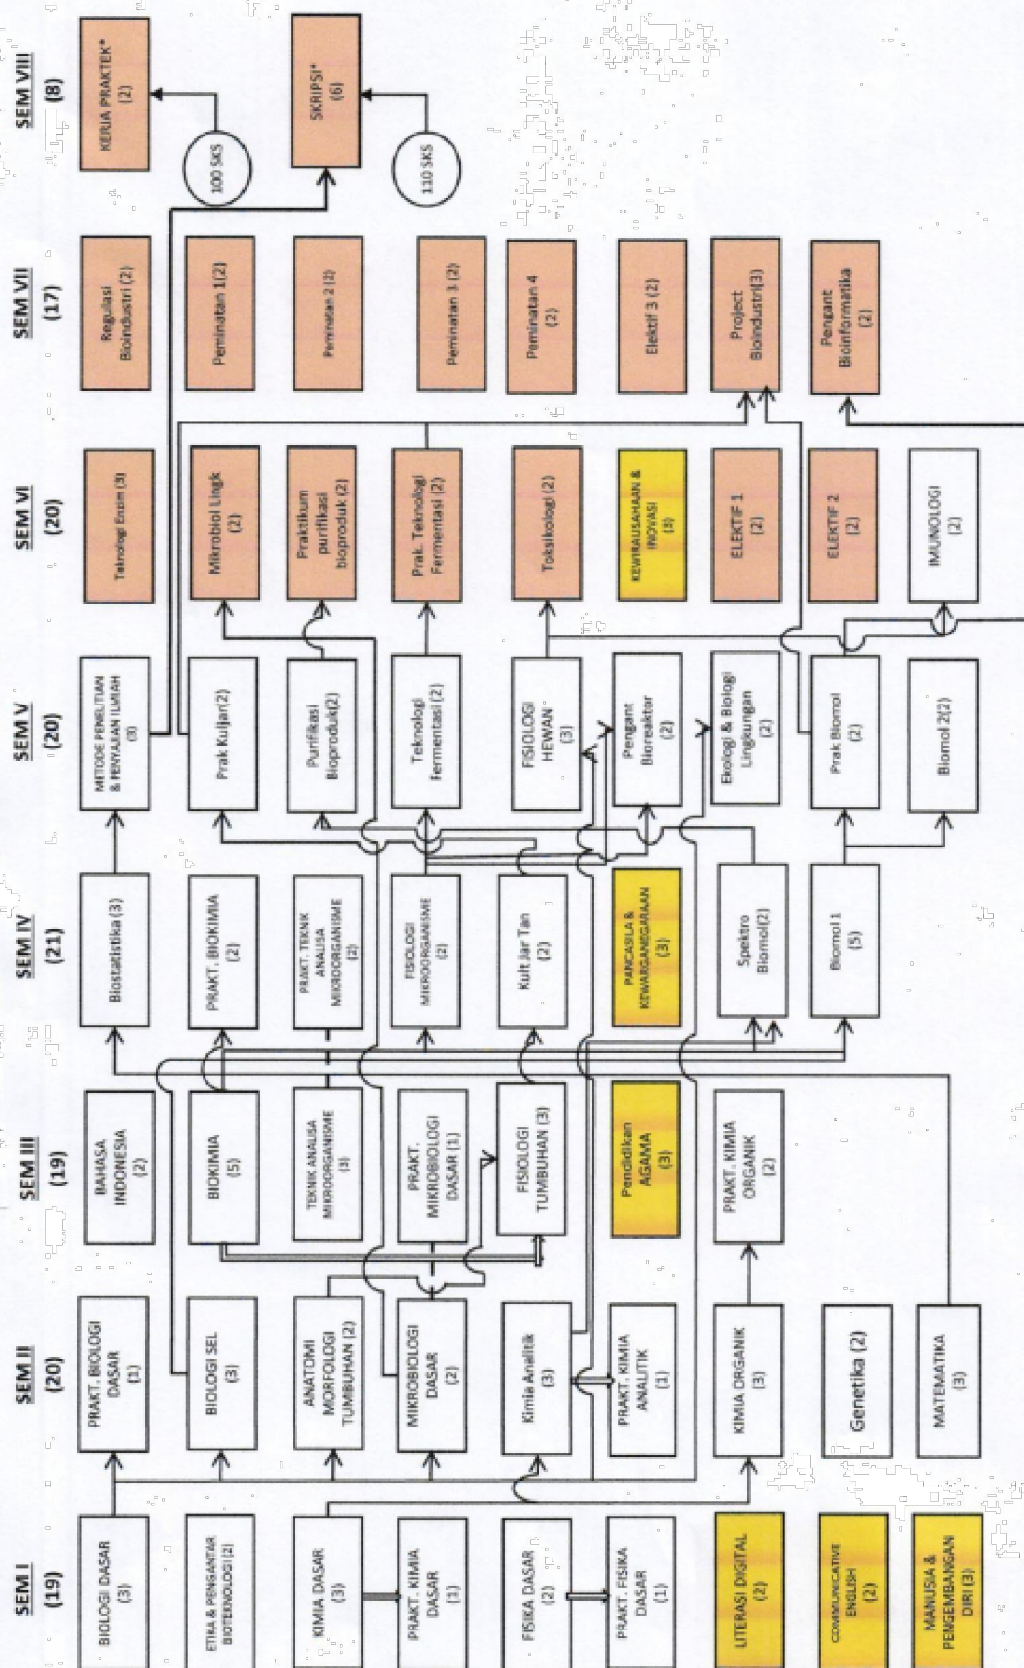 SEM I
(19)
BIOLOGI DASAR
(3)
ETIKA & PENGANTAR
BIOTEKNOLOGI (2)
KIMIA DASAR
(3)
PRAKT. KIMIA
DASAR
(1)
FISIKA DASAR
(2)
PRAKT. FISIKA
DASAR
(1)
LITERASI DIGITAL
(2)
COMMUNICATIVE
ENGLISH
(2)
MANUSIA &
PENGEMBANGAN
DIRI (3)
SEM II
(20)
PRAKT. BIOLOGI
DASAR
(1)
BIOLOGI SEL
(3)
ANATOMI
MORFOLOGI
TUMBUHAN (2)
MIKROBIOLOGI
DASAR
(2)
Kimia Analitik
(3)
PRAKT. KIMIA
ANALITIK
(1)
KIMIA ORGANIK
(3)
Genetika (2)
MATEMATIKA
(3)
SEM III
(19)
BAHASA
INDONESIA
(2)
BIOKIMIA
(5)
TEKNIK ANALISA
MIKROORGANISME
(3)
PRAKT.
MIKROBIOLOGI
DASAR (1)
FISIOLOGI
TUMBUHAN (3)
Pendidikan
AGAMA
(3)
PRAKT. KIMIA
ORGANIK
(2)
SEM IV
(21)
Biostatistika (3)
PRAKT. BIOKIMIA
(2)
PRAKT. TEKNIK
ANALISA
MIKROORGANISME
(2)
FISIOLOGI
MIKROORGANISME
(2)
Kult Jar Tan
(2)
PANCASILA &
KEWARGANEGARAAN
(3)
Spektro
Biomol(2)
Biomol 1
(5)
SEM V
(20)
METODE PENELITIAN
& PENYAJIAN ILMIAH
(3)
Prak Kuljar(2)
Purifikasi
Bioproduk(2)
Teknologi
Fermentasi (2)
FISIOLOGI
HEWAN
(3)
Pengant
Bioreaktor
(2)
Ekologi & Biologi
Lingkungan
(2)
Prak Biomol
(2)
Biomol 2(2)
SEM VI
(20)
Teknologi Enzim (3)
Mikrobiol Lingk
(2)
Praktikum
purifikasi
bioproduk (2)
Prak. Teknologi
Fermentasi (2)
Toksikologi (2)
KEWIRAUSAHAAN &
INOVASI
(3)
ELEKTIF 1
(2)
ELEKTIF 2
(2)
IMUNOLOGI
(2)
SEM VII
(17)
Regulasi
Bioindustri (2)
Peminatan 1(2)
Peminatan 2 (2)
Peminatan 3 (2)
Peminatan 4
(2)
Elektif 3 (2)
Project
Bioindustri(3)
Pengant
Bioinformatika
(2)
SEM VIII
(8)
KERJA PRAKTEK*
(2)
100 SKS
SKRIPSI*
(6)
110 SKS